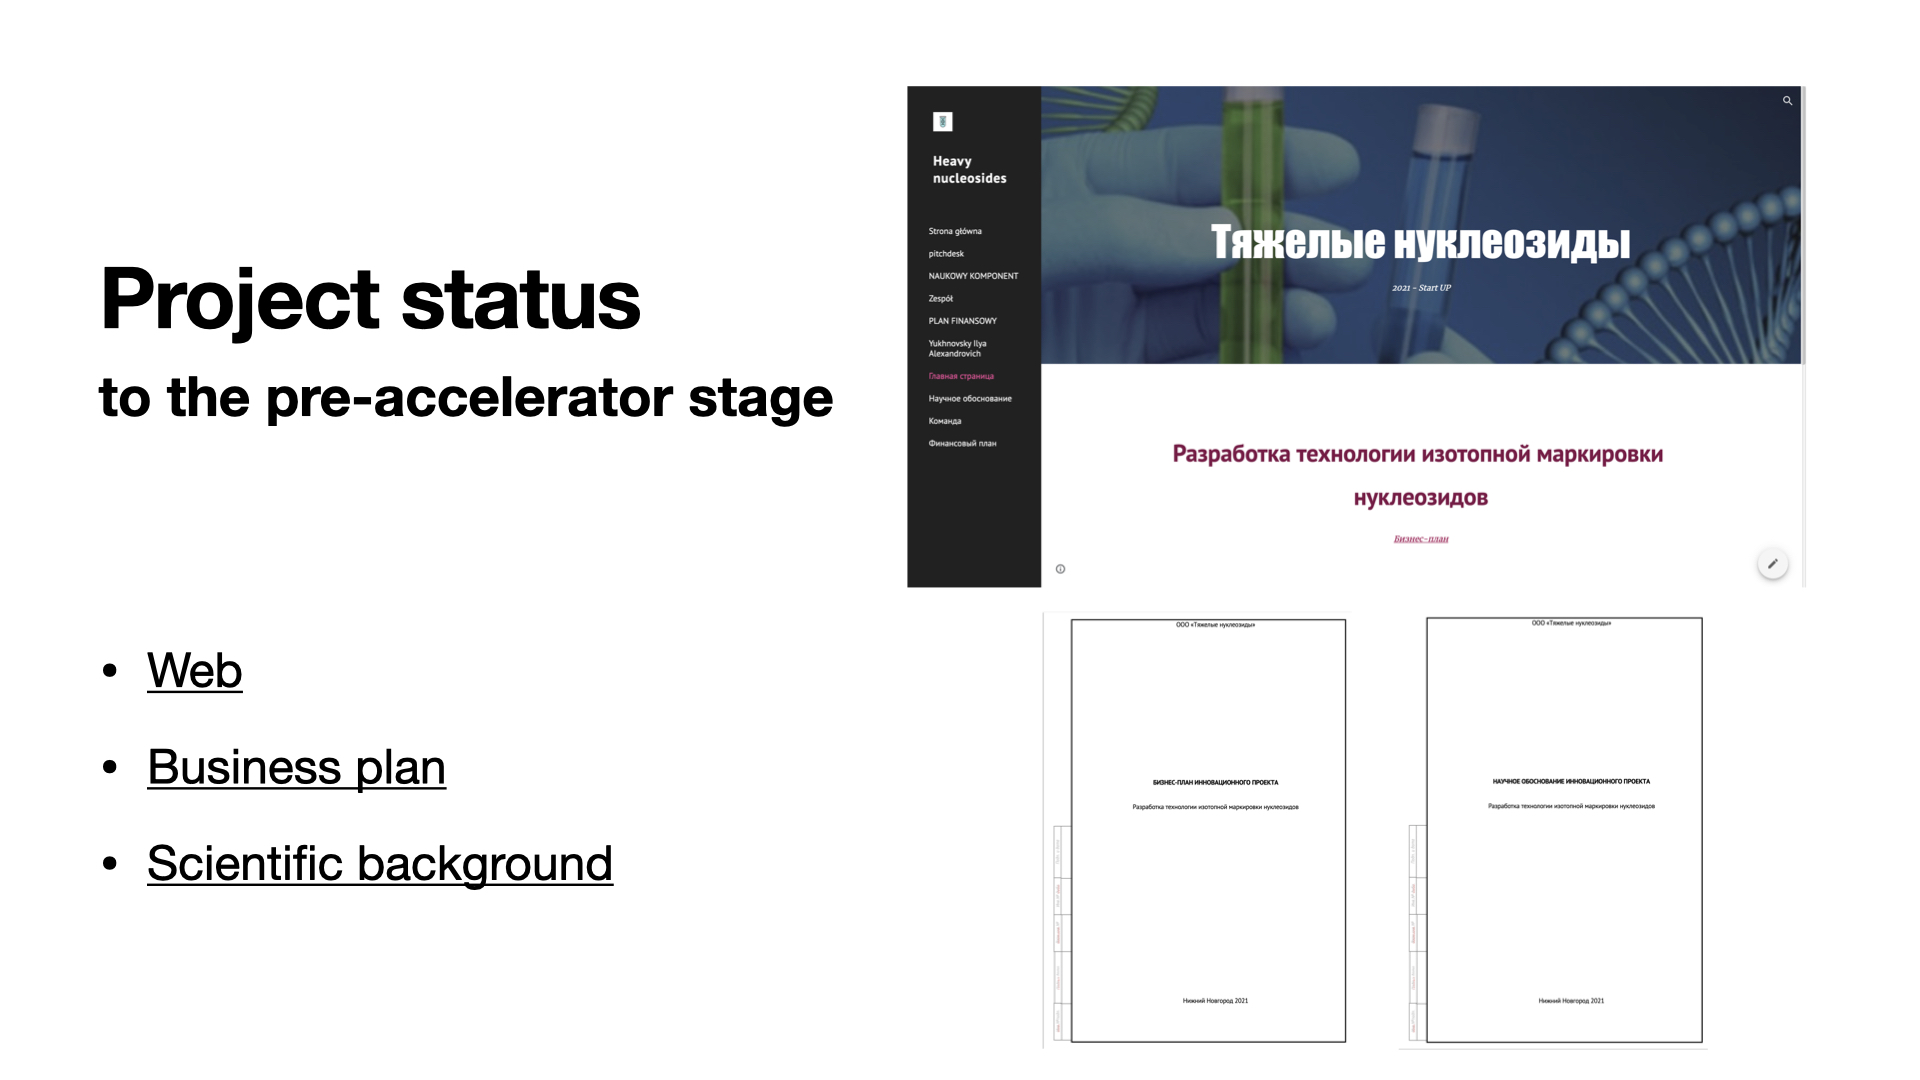 Project status
to the pre-accelerator stage
• Web
• Business plan
• Scientific background
Heavy
nucleosides
Strona główna
pitchdesk
NAUKOWY KOMPONENT
Zespół
PLAN FINANSOWY
Yukhnovsky Ilya
Alexandrovich
Главная страница
Научное обоснование
Команда
Финансовый план
Тяжелые нуклеозиды
2021 - Start UP
Разработка технологии изотопной маркировки
нуклеозидов
Бизнес-план
ООО «Тяжелые нуклеозиды»
БИЗНЕС-ПЛАН ИННОВАЦИОННОГО ПРОЕКТА
Разработка технологии изотопной маркировки нуклеозидов
Нижний Новгород 2021
ООО «Тяжелые нуклеозиды»
НАУЧНОЕ ОБОСНОВАНИЕ ИННОВАЦИОННОГО ПРОЕКТА
Разработка технологии изотопной маркировки нуклеозидов
Нижний Новгород 2021